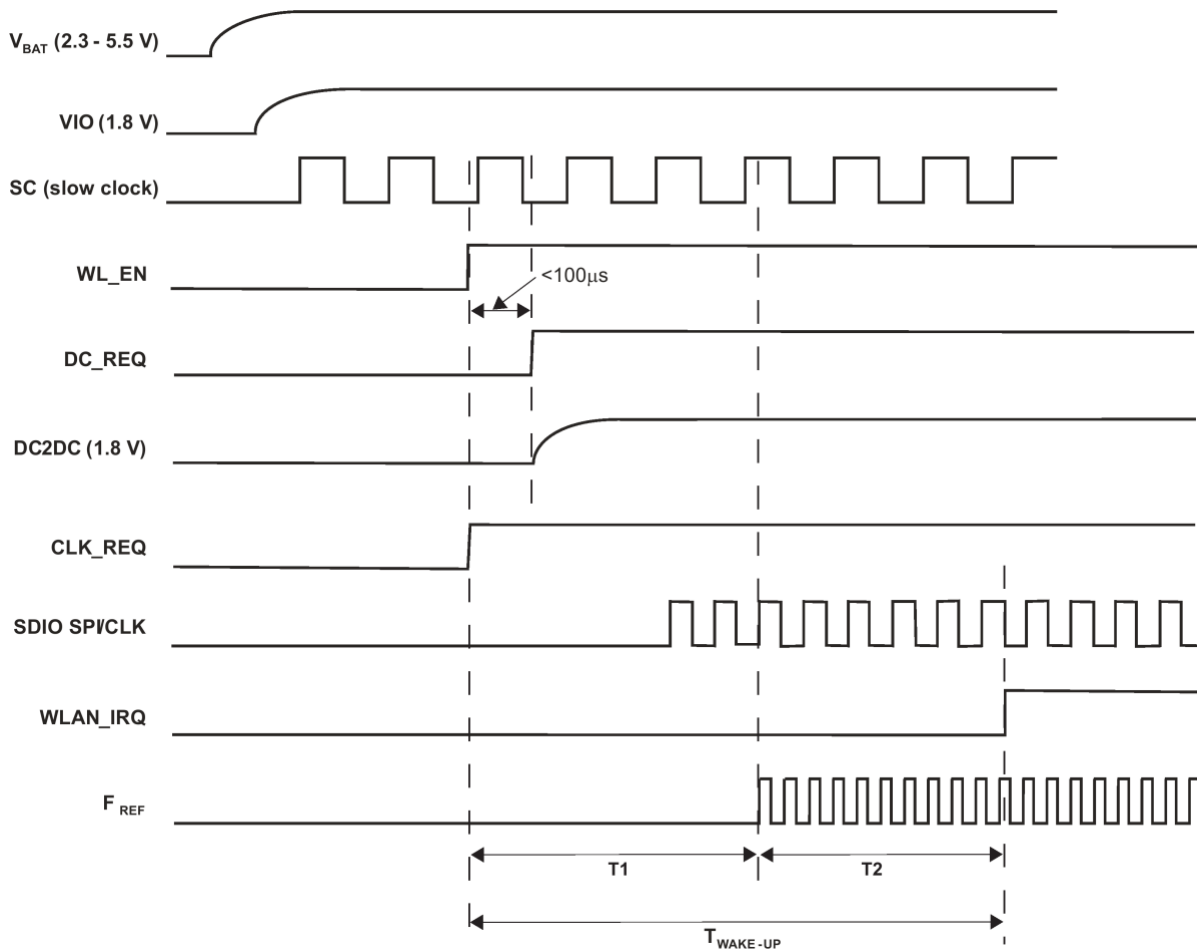 VBAT (2.3 - 5.5 V)
VIO (1.8 V)
SC (slow clock)
WL_EN
<100μs
DC_REQ
DC2DC (1.8 V)
CLK_REQ
SDIO SPI/CLK
WLAN_IRQ
F REF
T1
T2
TWAKE-UP